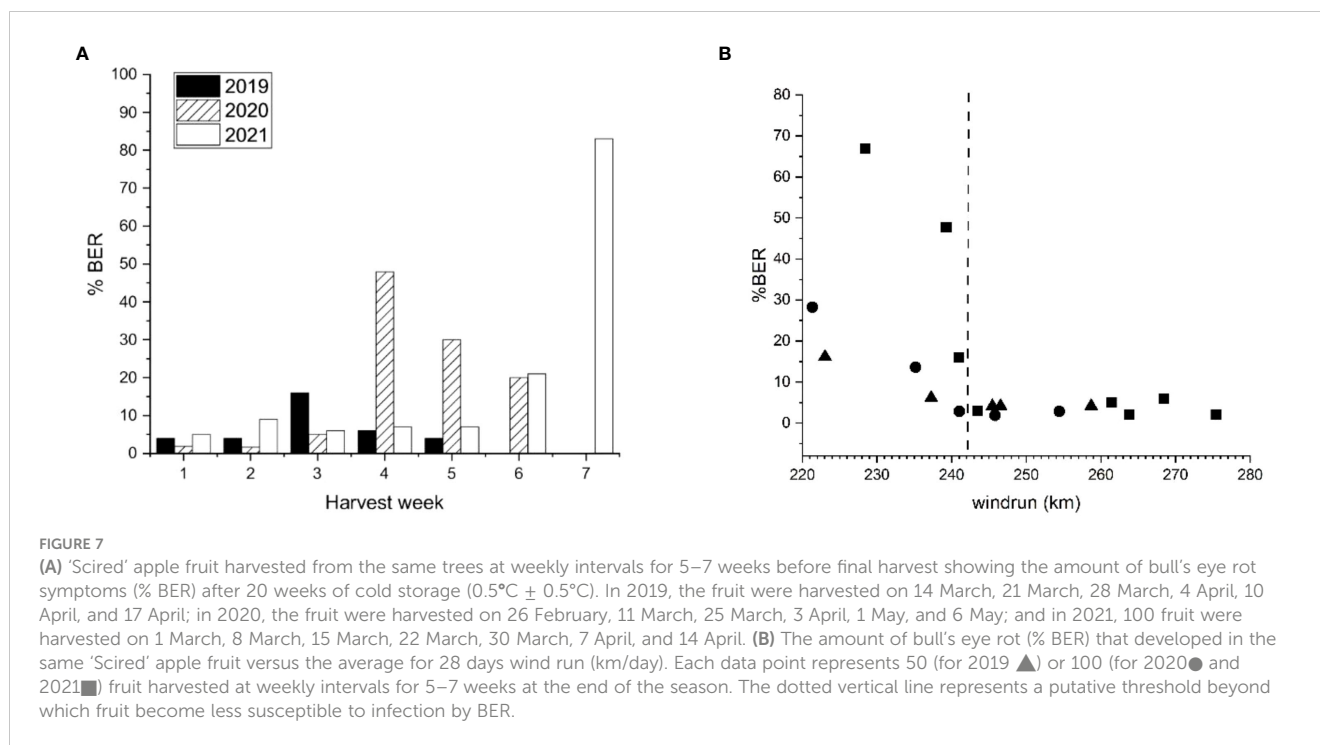 A
100
90
80
70
60
50
40
30
20
10
0
% BER
2019
2020
2021
1 2 3 4 5 6 7
Harvest week
B
80
70
60
50
40
30
20
10
0
%BER
220 230 240 250 260 270 280
windrun (km)
FIGURE 7
(A) ‘Scired’ apple fruit harvested from the same trees at weekly intervals for 5–7 weeks before final harvest showing the amount of bull’s eye rot
symptoms (% BER) after 20 weeks of cold storage (0.5°C ± 0.5°C). In 2019, the fruit were harvested on 14 March, 21 March, 28 March, 4 April, 10
April, and 17 April; in 2020, the fruit were harvested on 26 February, 11 March, 25 March, 3 April, 1 May, and 6 May; and in 2021, 100 fruit were
harvested on 1 March, 8 March, 15 March, 22 March, 30 March, 7 April, and 14 April. (B) The amount of bull’s eye rot (% BER) that developed in the
same ‘Scired’ apple fruit versus the average for 28 days wind run (km/day). Each data point represents 50 (for 2019 ▲) or 100 (for 2020● and
2021■) fruit harvested at weekly intervals for 5–7 weeks at the end of the season. The dotted vertical line represents a putative threshold beyond
which fruit become less susceptible to infection by BER.